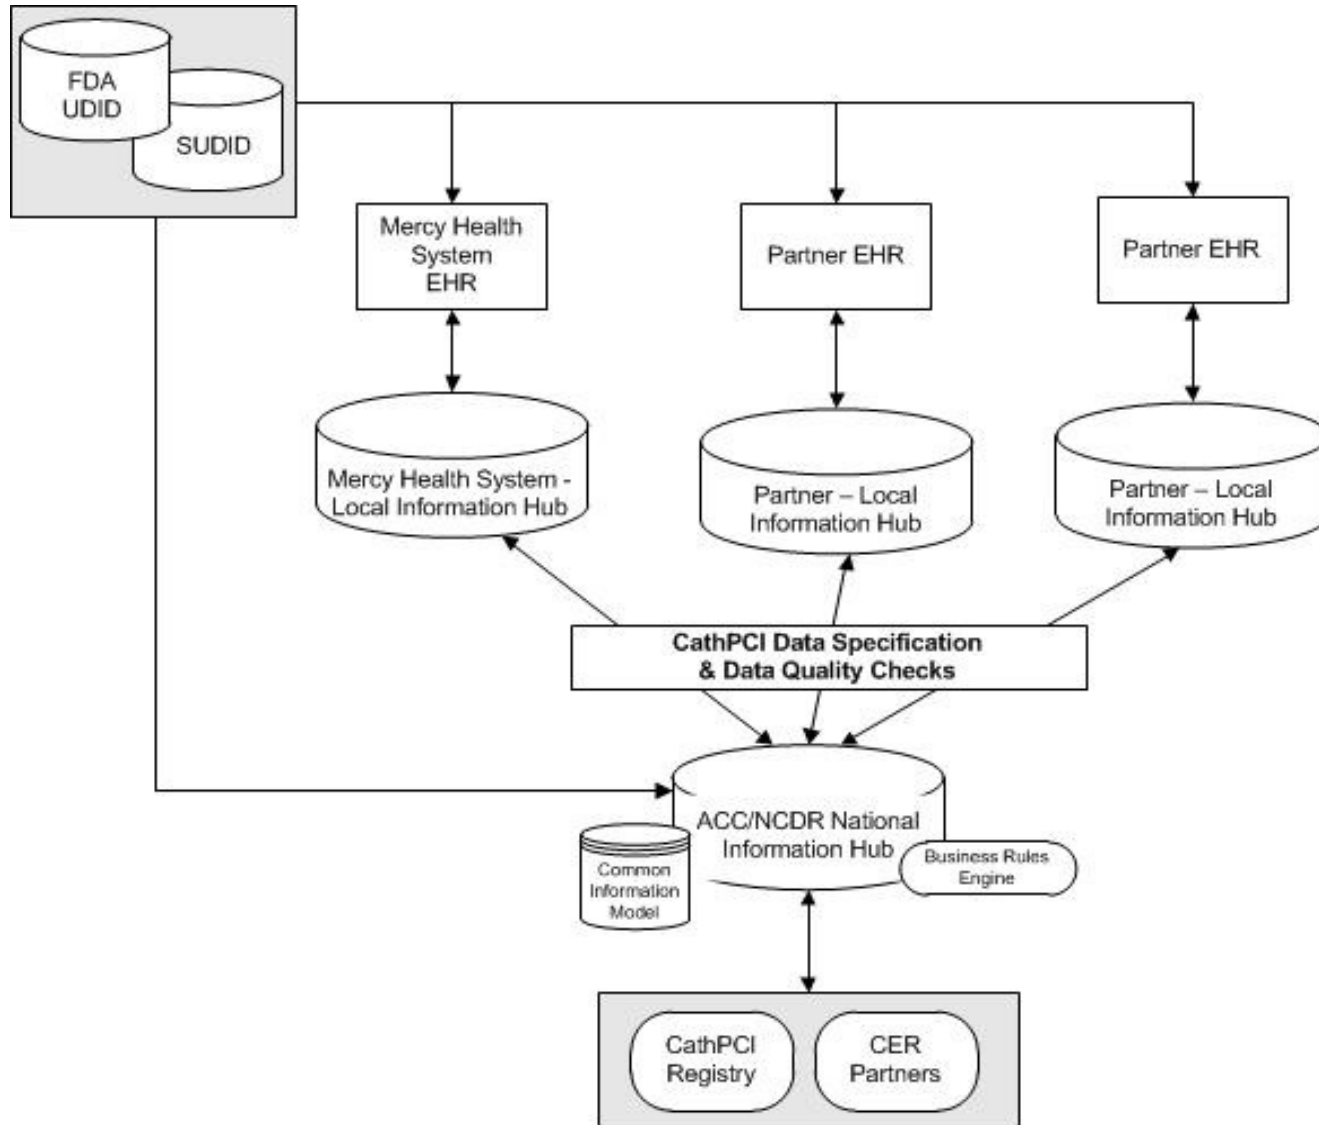 FDA
UDID
SUDID
Mercy Health
System
EHR
Partner EHR
Partner EHR
Mercy Health System -
Local Information Hub
Partner – Local
Information Hub
Partner – Local
Information Hub
CathPCI Data Specification
& Data Quality Checks
ACC/NCDR National
Information Hub
Common
Information
Model
Business Rules
Engine
CathPCI
Registry
CER
Partners